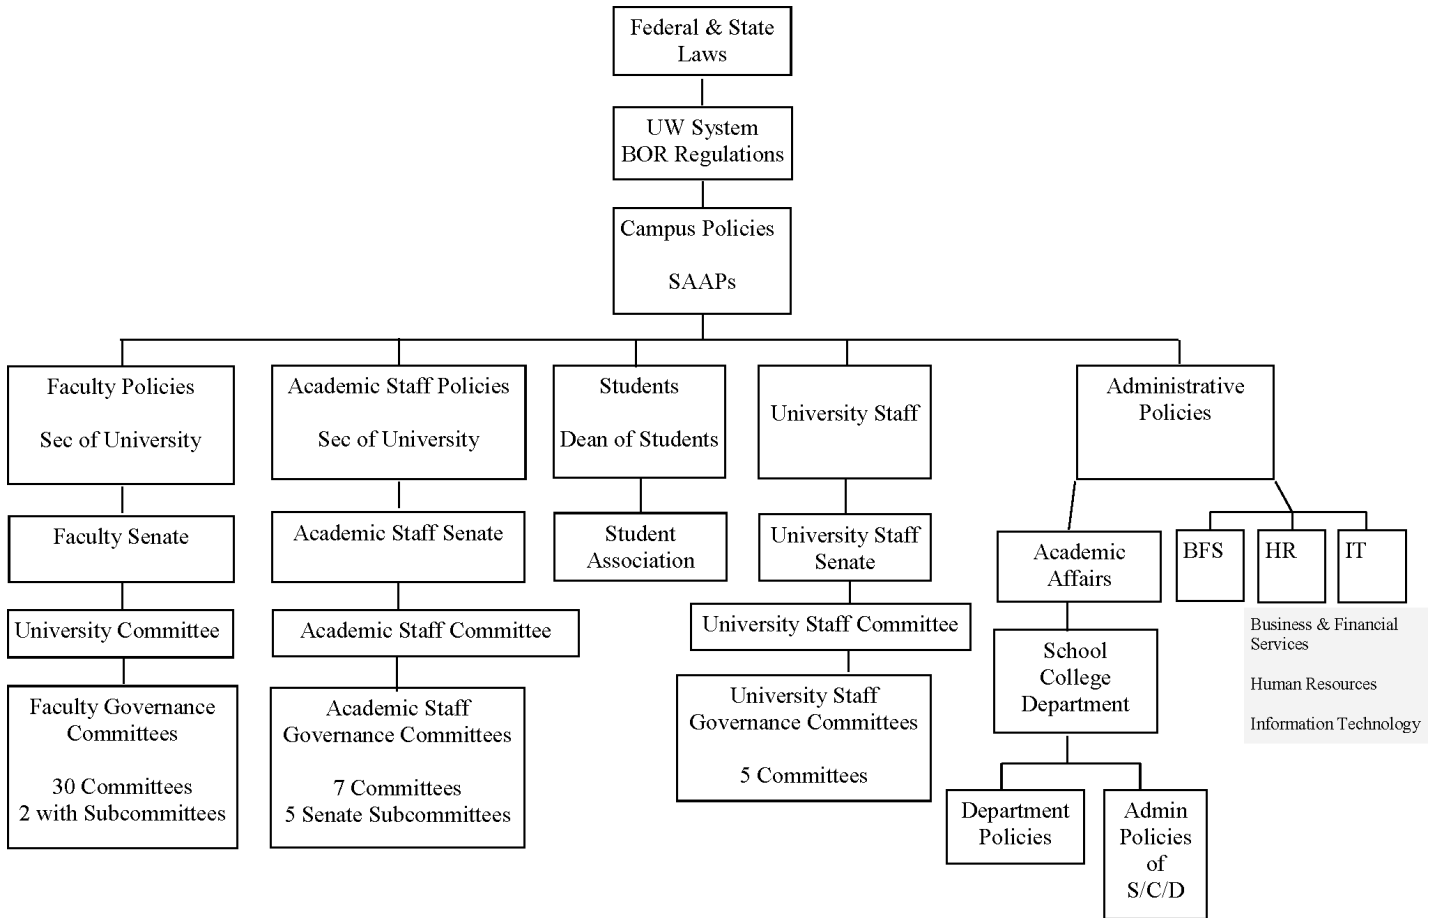 Federal & State
Laws
UW System
BOR Regulations
Campus Policies
SAAPs
Faculty Policies
Sec of University
Academic Staff Policies
Sec of University
Students
Dean of Students
University Staff
Administrative
Policies
Faculty Senate
Academic Staff Senate
Student
Association
University Staff
Senate
Academic
Affairs
BFS
HR
IT
University Committee
Academic Staff Committee
University Staff Committee
School
College
Department
Business & Financial
Services
Human Resources
Information Technology
Faculty Governance
Committees
30 Committees
2 with Subcommittees
Academic Staff
Governance Committees
7 Committees
5 Senate Subcommittees
University Staff
Governance Committees
5 Committees
Department
Policies
Admin
Policies
of
S/C/D